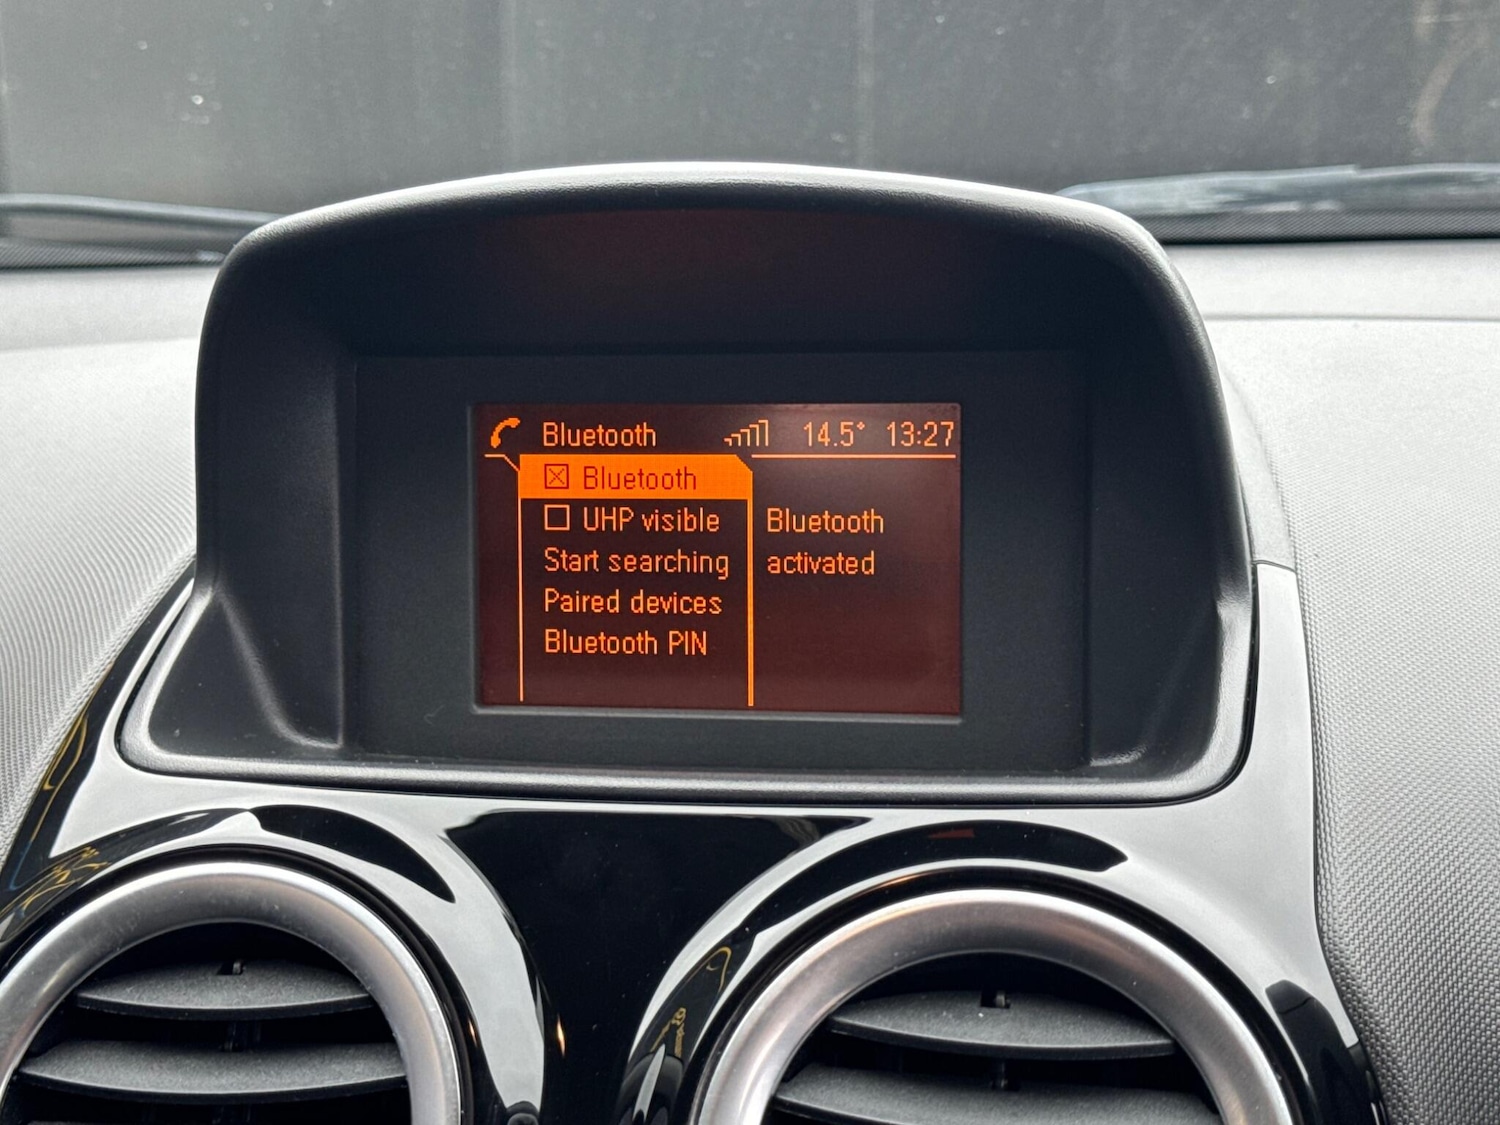 Bluetooth 14.5° 13:27
Bluetooth
UHP visible
Start searching
Paired devices
Bluetooth PIN
Bluetooth
activated